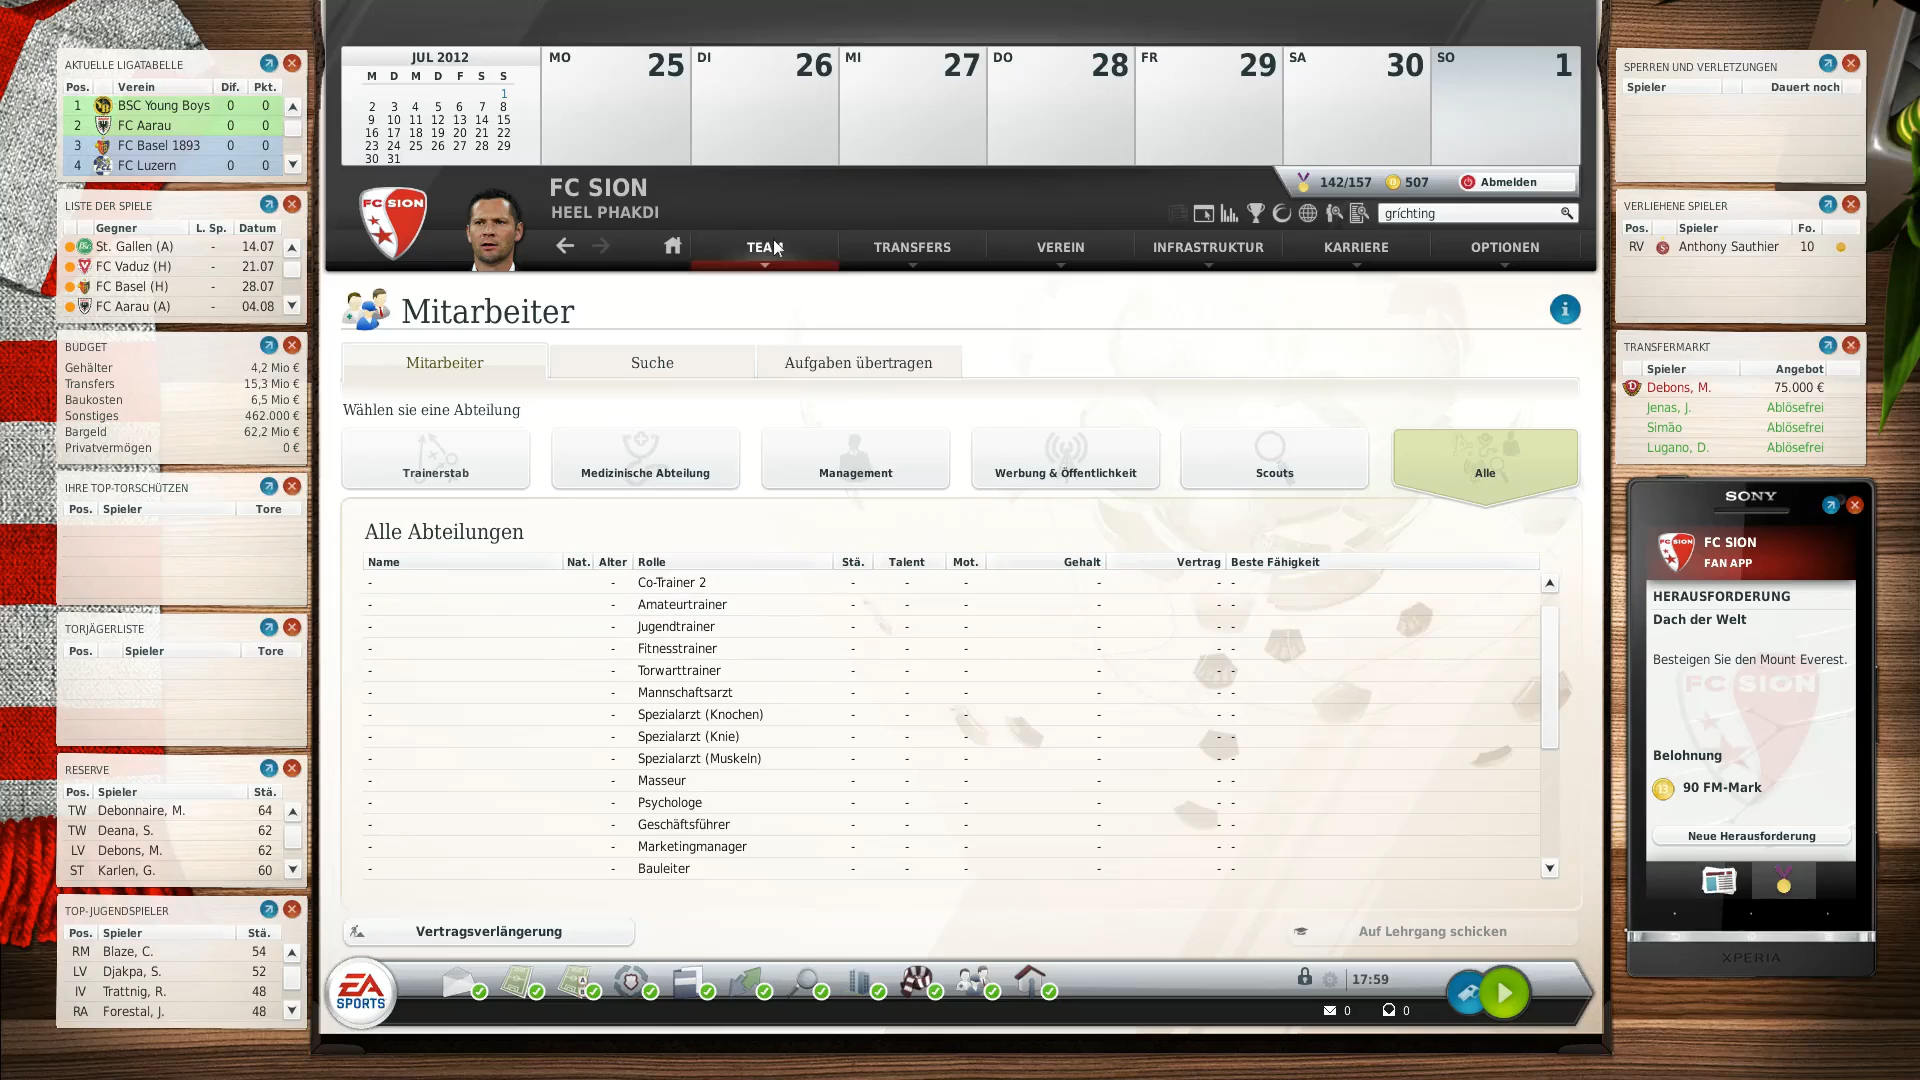 AKTUELLE LIGATABELLE
Pos. Verein Dif. Pkt.
1 BSC Young Boys 0 0
2 FC Aarau 0 0
3 FC Basel 1893 0 0
4 FC Luzern 0 0
LISTE DER SPIELE
Gegner L. Sp. Datum
St. Gallen (A) - 14.07
FC Vaduz (H) - 21.07
FC Basel (H) - 28.07
FC Aarau (A) - 04.08
BUDGET
Gehälter 4,2 Mio €
Transfers 15,3 Mio €
Baukosten 6,5 Mio €
Sonstiges 462.000 €
Bargeld 62,2 Mio €
Privatvermögen 0 €
IHRE TOP-TORSCHÜTZEN
Pos. Spieler Tore
TORJÄGERLISTE
Pos. Spieler Tore
RESERVE
Pos. Spieler Stä.
TW Debonnaire, M. 64
TW Deana, S. 62
LV Debons, M. 62
ST Karlen, G. 60
TOP-JUGENDSPIELER
Pos. Spieler Stä.
RM Blaze, C. 54
LV Djakpa, S. 52
IV Trattnig, R. 48
RA Forestal, J. 48
JUL 2012
M D M D F S S
1
2 3 4 5 6 7 8
9 10 11 12 13 14 15
16 17 18 19 20 21 22
23 24 25 26 27 28 29
30 31
MO 25 DI 26 MI 27 DO 28 FR 29 SA 30 SO 1
142/157 507 Abmelden
FC SION
FC SION
HEEL PHAKDI
gríchting
TEAM TRANSFERS VEREIN INFRASTRUKTUR KARRIERE OPTIONEN
Mitarbeiter
Mitarbeiter Suche Aufgaben übertragen
Wählen sie eine Abteilung
Trainerstab Medizinische Abteilung Management Werbung & Öffentlichkeit Scouts Alle
Alle Abteilungen
Name Nat. Alter Rolle Stä. Talent Mot. Gehalt Vertrag Beste Fähigkeit
- - Co-Trainer 2 - - - - - -
- - Amateurtrainer - - - - - -
- - Jugendtrainer - - - - - -
- - Fitnesstrainer - - - - - -
- - Torwarttrainer - - - - - -
- - Mannschaftsarzt - - - - - -
- - Spezialarzt (Knochen) - - - - - -
- - Spezialarzt (Knie) - - - - - -
- - Spezialarzt (Muskeln) - - - - - -
- - Masseur - - - - - -
- - Psychologe - - - - - -
- - Geschäftsführer - - - - - -
- - Marketingmanager - - - - - -
- - Bauleiter - - - - - -
Vertragsverlängerung Auf Lehrgang schicken
EA SPORTS
17:59
0 0
SPERREN UND VERLETZUNGEN
Spieler Dauert noch
VERLIEHENE SPIELER
Pos. Spieler Fo.
RV Anthony Sauthier 10
TRANSFERMARKT
Spieler Angebot
Debons, M. 75.000 €
Jenas, J. Ablösefrei
Simão Ablösefrei
Lugano, D. Ablösefrei
SONY
FC SION
FC SION
FAN APP
HERAUSFORDERUNG
Dach der Welt
Besteigen Sie den Mount Everest.
FC SION
Belohnung
13 90 FM-Mark
Neue Herausforderung
XPERIA